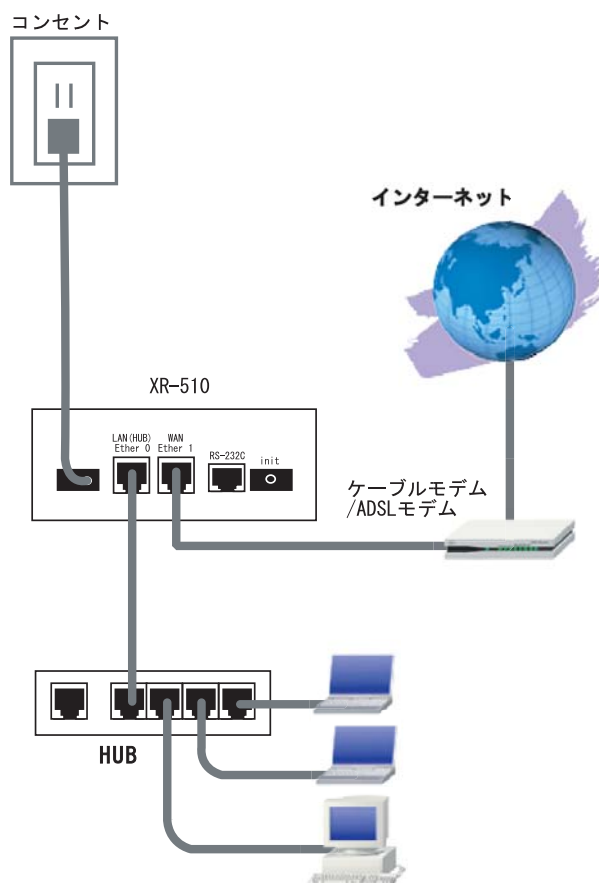 コンセント
インターネット
XR-510
LAN(HUB)
Ether 0
WAN
Ether 1
RS-232C
init
ケーブルモデム
/ADSLモデム
HUB